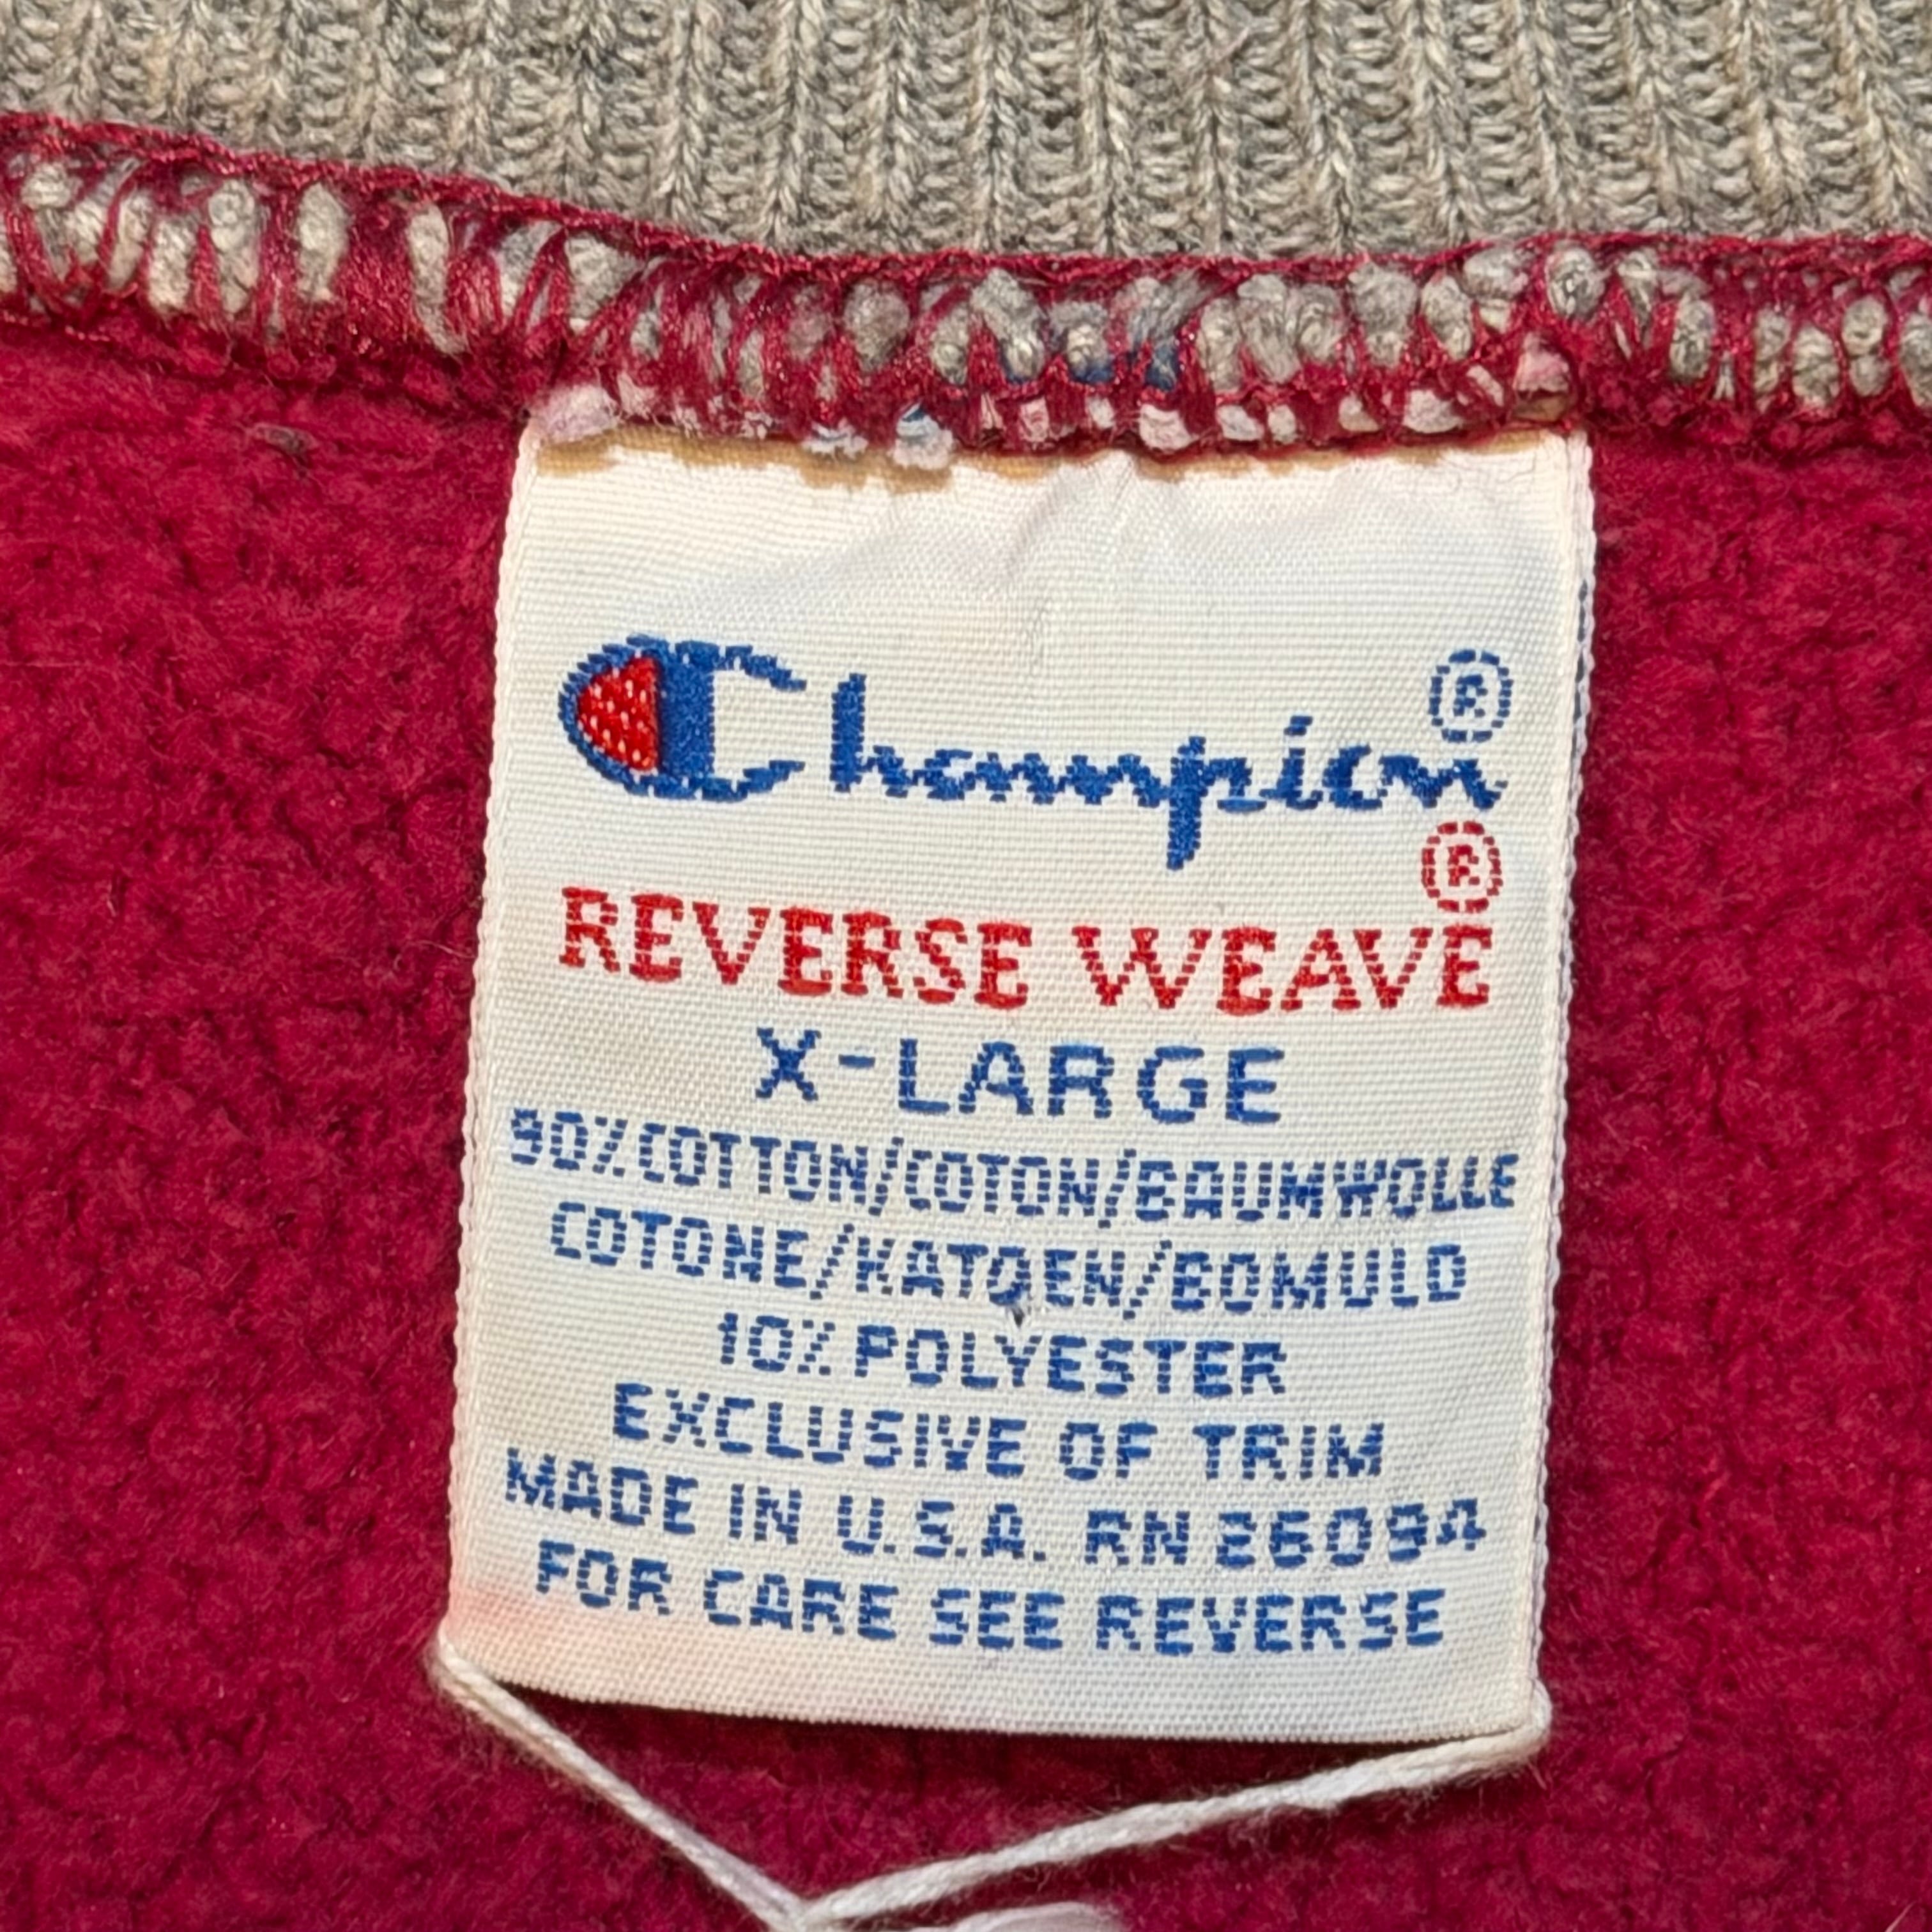 Champion®
REVERSE WEAVE®
X-LARGE
90% COTTON/COTON/BAUMWOLLE
COTONE/KATOEN/BOMULD
10% POLYESTER
EXCLUSIVE OF TRIM
MADE IN U.S.A. RN 26094
FOR CARE SEE REVERSE